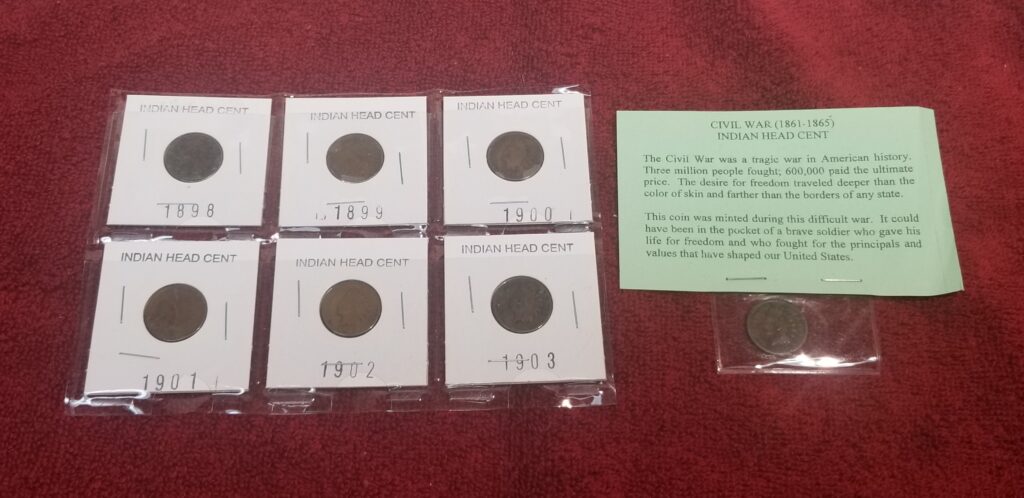 INDIAN HEAD CENT
1898
INDIAN HEAD CENT
1899
INDIAN HEAD CENT
1900
INDIAN HEAD CENT
1901
INDIAN HEAD CENT
1902
INDIAN HEAD CENT
1903
CIVIL WAR (1861-1865)
INDIAN HEAD CENT
The Civil War was a tragic war in American history.
Three million people fought; 600,000 paid the ultimate
price. The desire for freedom traveled deeper than the
color of skin and farther than the borders of any state.
This coin was minted during this difficult war. It could
have been in the pocket of a brave soldier who gave his
life for freedom and who fought for the principals and
values that have shaped our United States.